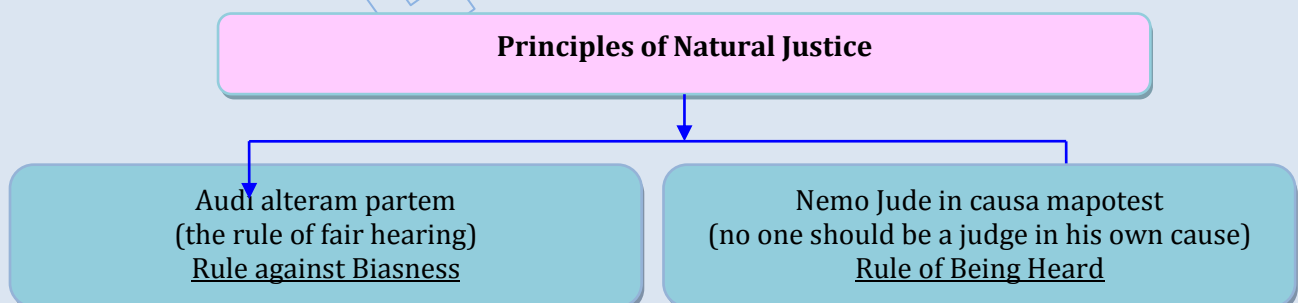 Principles of Natural Justice
Audi alteram partem
(the rule of fair hearing)
Rule against Biasness
Nemo Jude in causa mapotest
(no one should be a judge in his own cause)
Rule of Being Heard